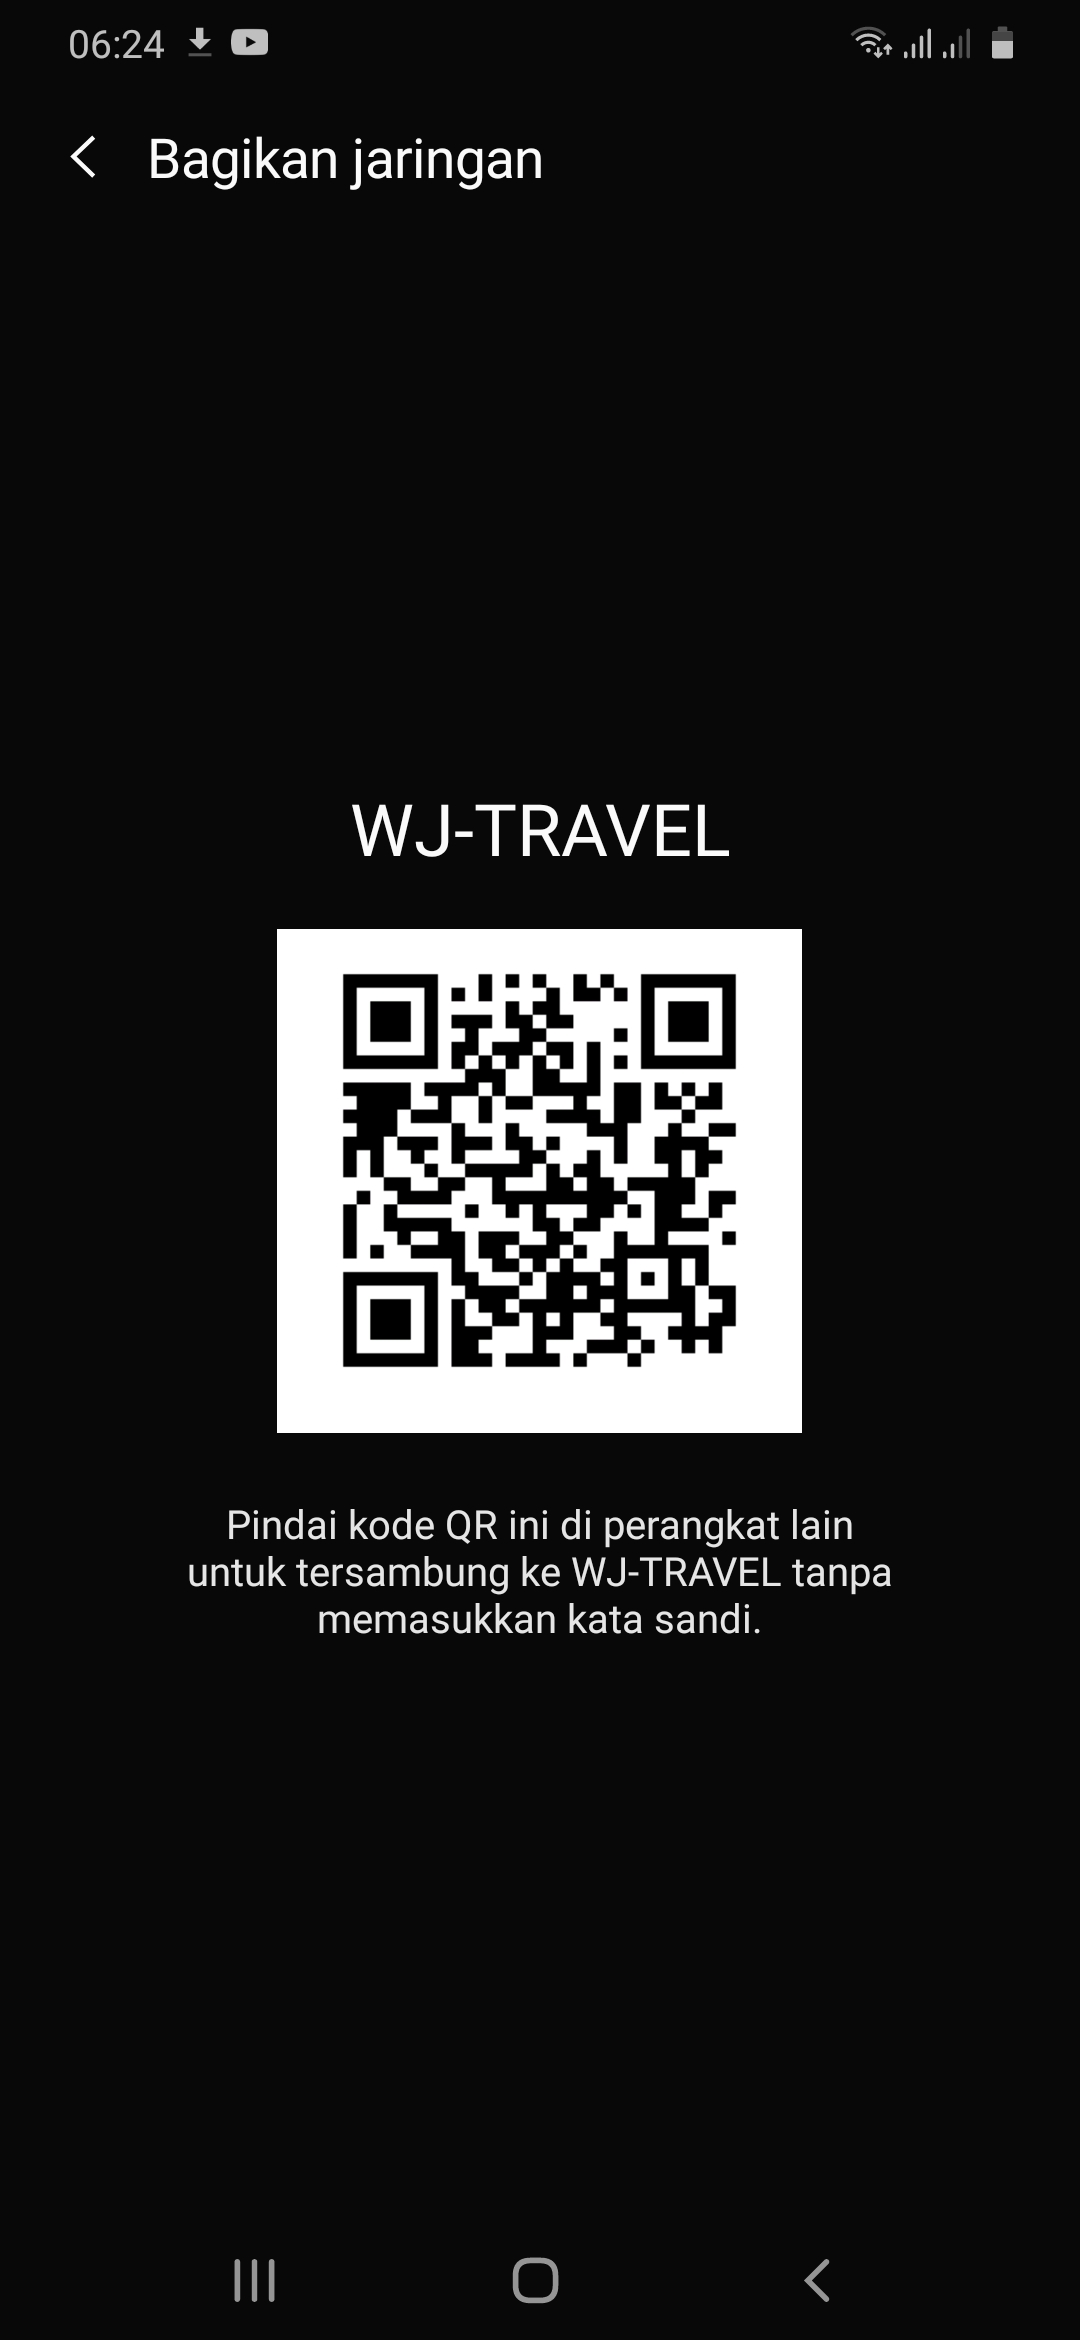 06:24
Bagikan jaringan
WJ-TRAVEL
Pindai kode QR ini di perangkat lain
untuk tersambung ke WJ-TRAVEL tanpa
memasukkan kata sandi.